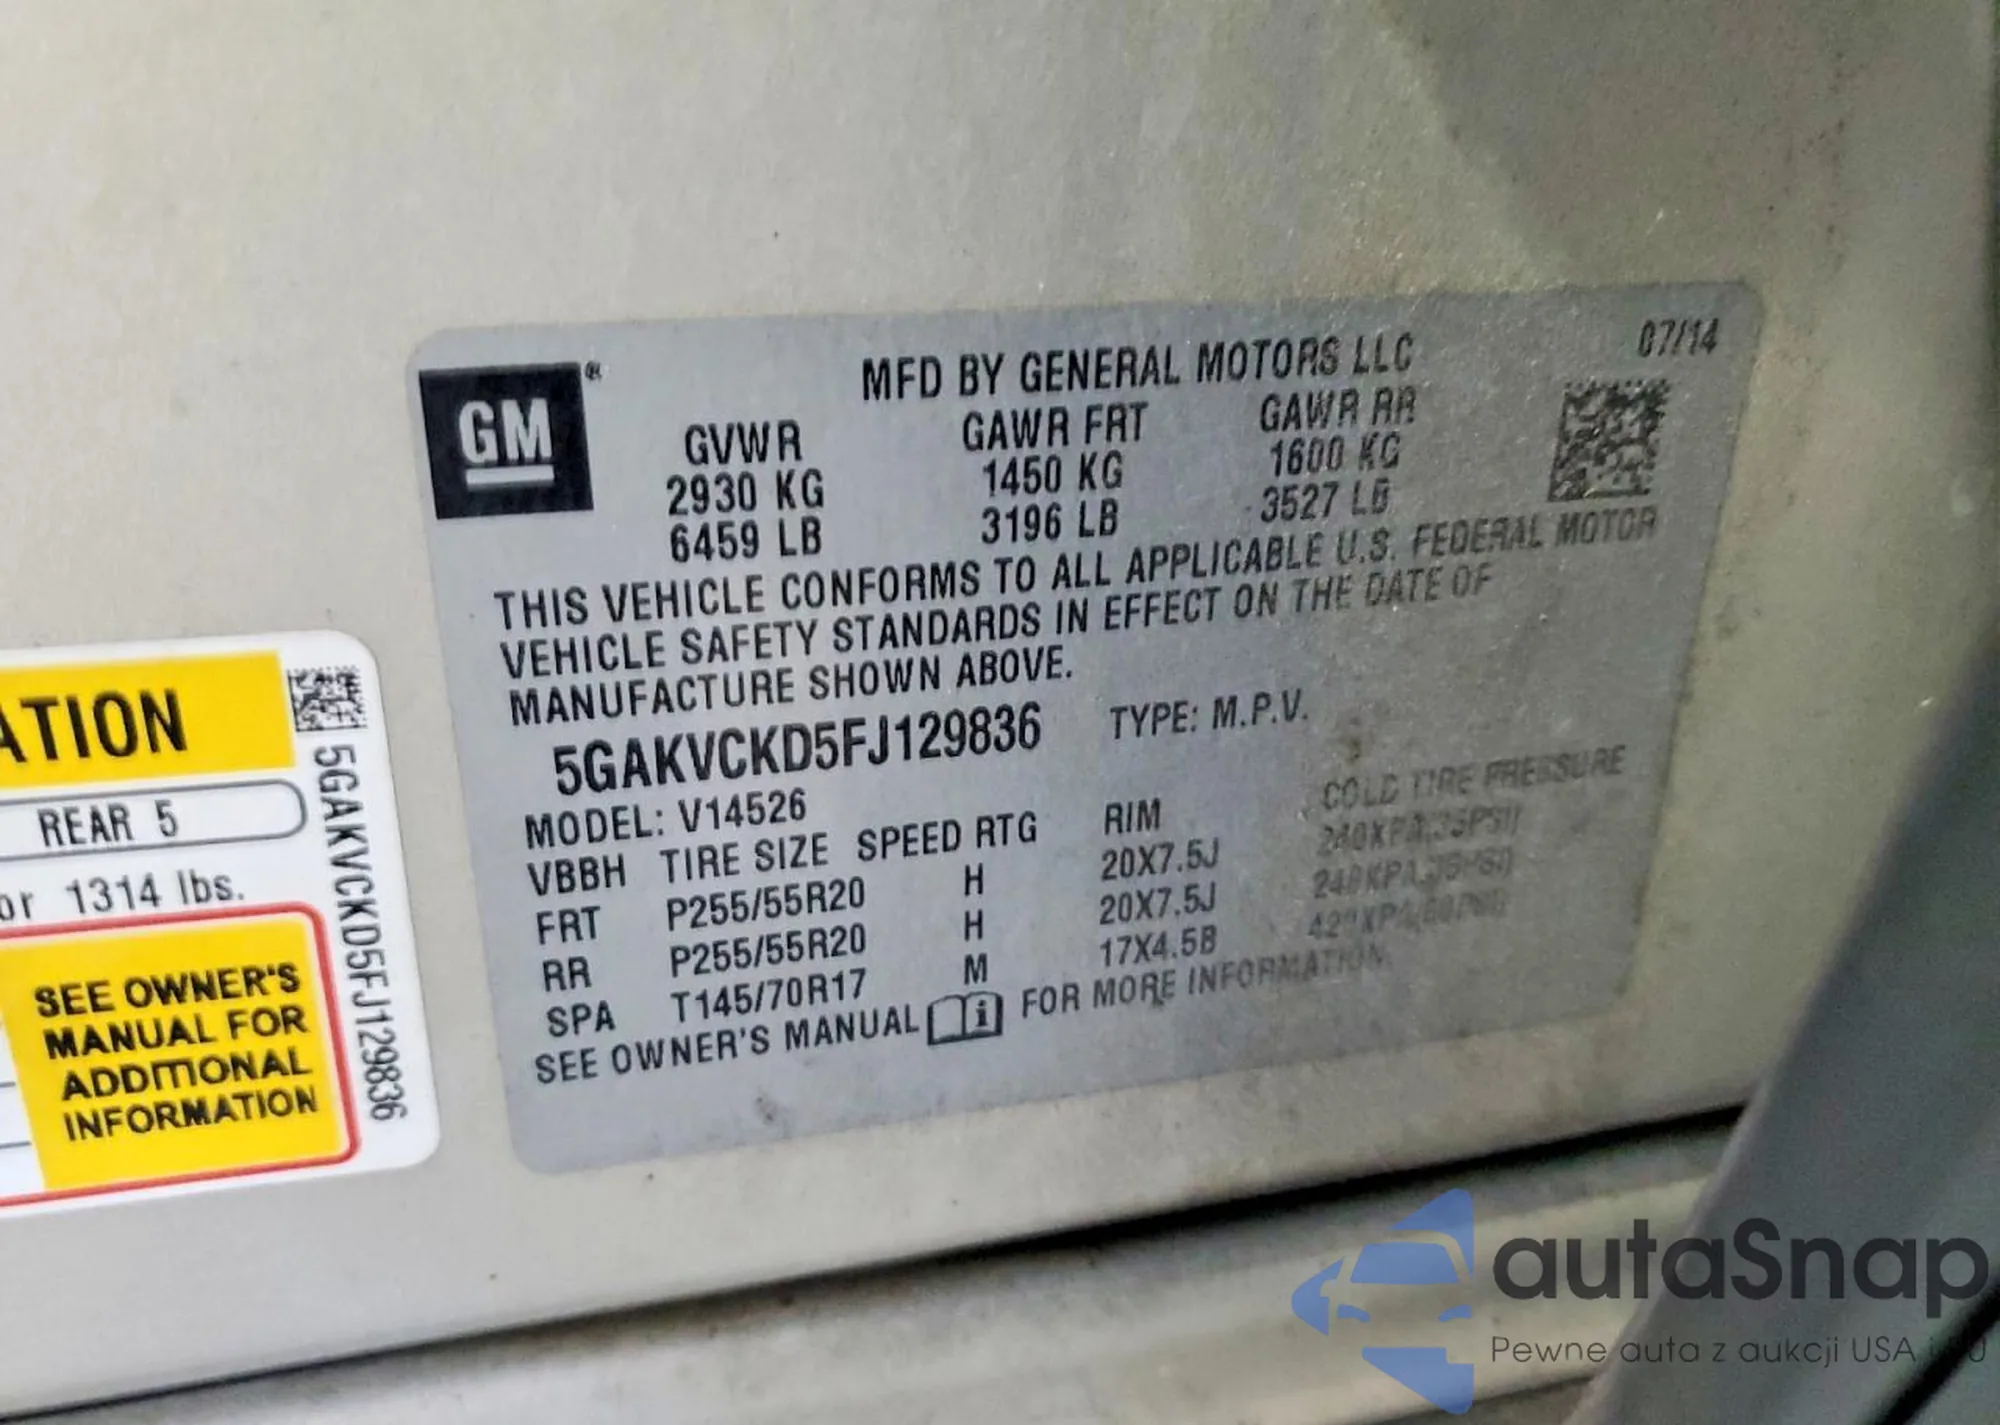 07/14
MFD BY GENERAL MOTORS LLC
GM®
GVWR GAWR FRT GAWR RR
2930 KG 1450 KG 1600 KG
6459 LB 3196 LB 3527 LB
THIS VEHICLE CONFORMS TO ALL APPLICABLE U.S. FEDERAL MOTOR
VEHICLE SAFETY STANDARDS IN EFFECT ON THE DATE OF
MANUFACTURE SHOWN ABOVE.
5GAKVCKD5FJ129836 TYPE: M.P.V.
MODEL: V14526
VBBH TIRE SIZE SPEED RTG RIM COLD TIRE PRESSURE
FRT P255/55R20 H 20X7.5J 240KPA(35PSI)
RR P255/55R20 H 20X7.5J 240KPA(35PSI)
SPA T145/70R17 M 17X4.5B
SEE OWNER'S MANUAL i FOR MORE INFORMATION.
ATION
REAR 5
or 1314 lbs.
SEE OWNER'S
MANUAL FOR
ADDITIONAL
INFORMATION
5GAKVCKD5FJ129836
autaSnap
Pewne auta z aukcji USA i